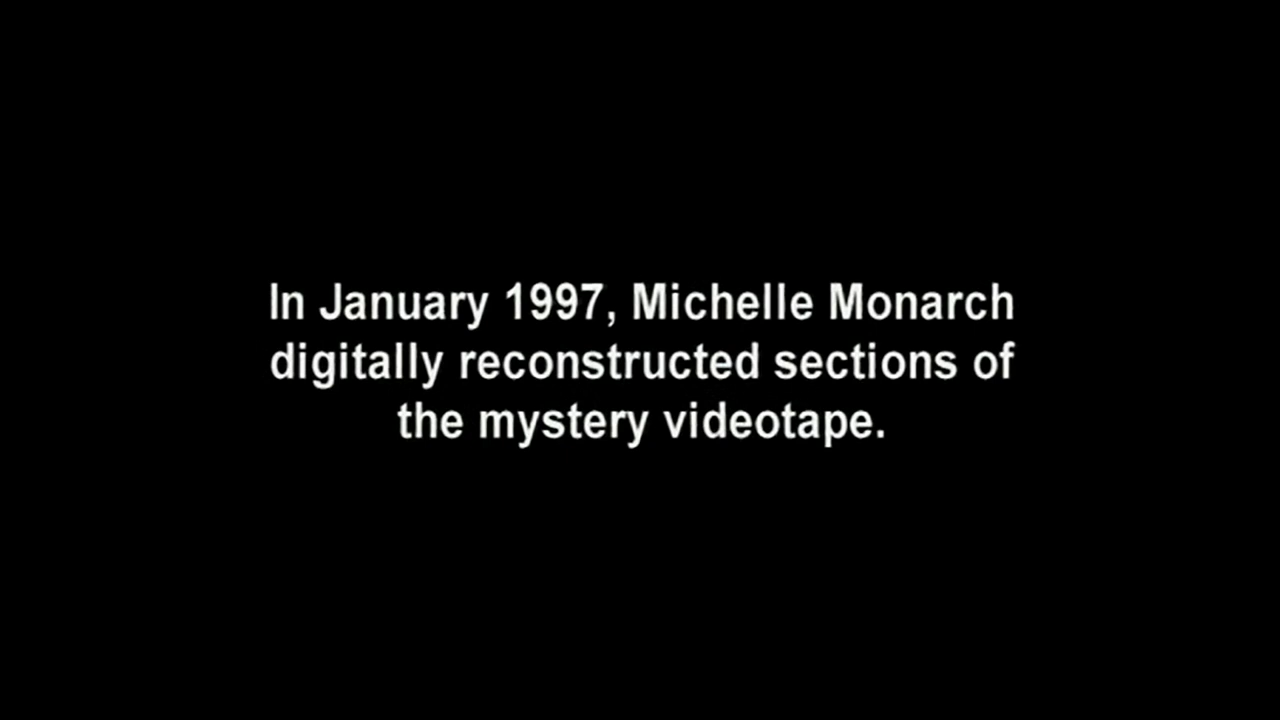 In January 1997, Michelle Monarch
digitally reconstructed sections of
the mystery videotape.